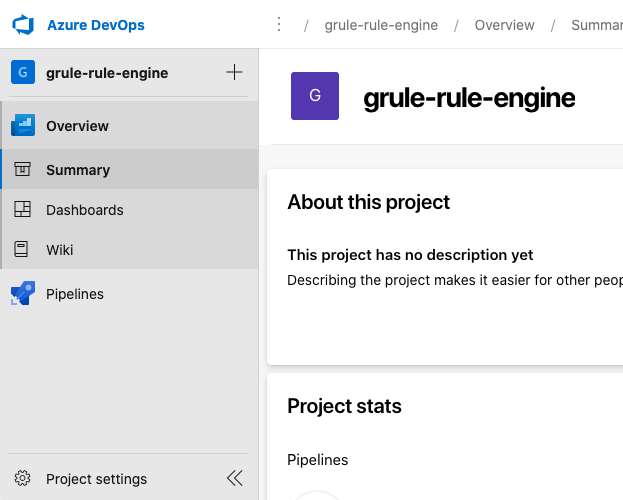 Azure DevOps
/ grule-rule-engine / Overview / Summar
G grule-rule-engine
G grule-rule-engine
Overview
Summary
Dashboards
Wiki
Pipelines
Project settings
About this project
This project has no description yet
Describing the project makes it easier for other peop
Project stats
Pipelines